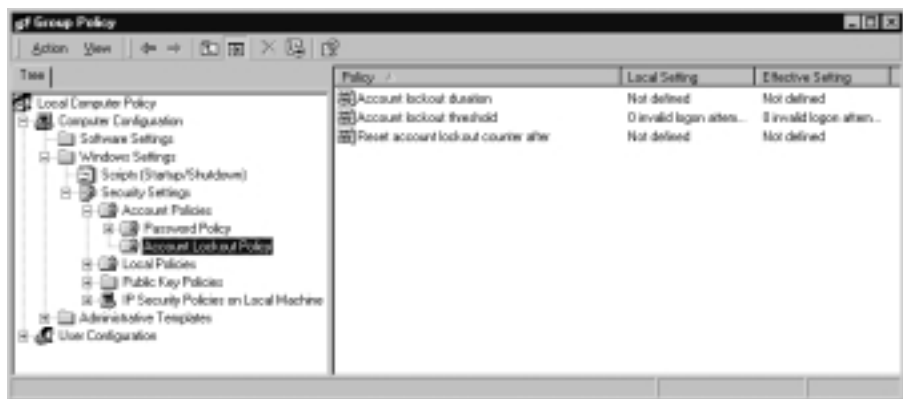 Group Policy
Action View
Tree
Local Computer Policy
Computer Configuration
Software Settings
Windows Settings
Scripts (Startup/Shutdown)
Security Settings
Account Policies
Password Policy
Account Lockout Policy
Local Policies
Public Key Policies
IP Security Policies on Local Machine
Administrative Templates
User Configuration
Policy Local Setting Effective Setting
Account lockout duration Not defined Not defined
Account lockout threshold 0 invalid logon attem... 0 invalid logon attem...
Reset account lockout counter after Not defined Not defined